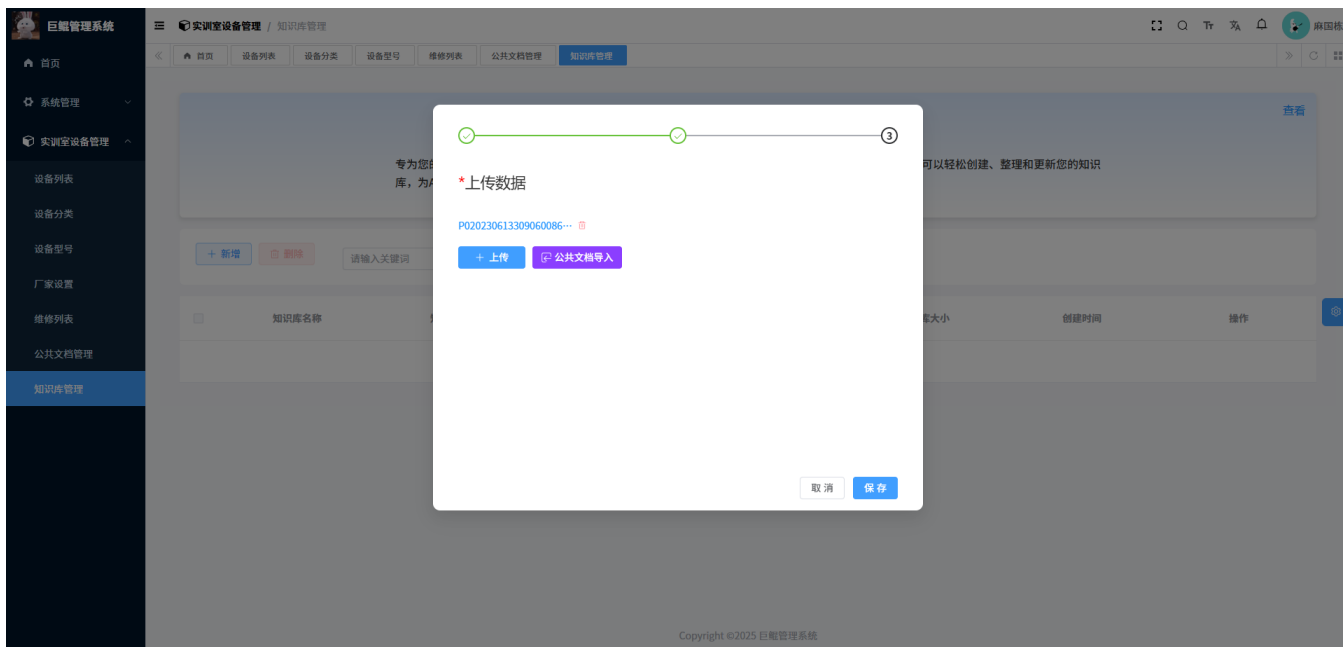 巨鲲管理系统
实训室设备管理 / 知识库管理
麻国栋
首页
设备列表
设备分类
设备型号
维修列表
公共文档管理
知识库管理
首页
系统管理
实训室设备管理
设备列表
设备分类
设备型号
厂家设置
维修列表
公共文档管理
知识库管理
查看
专为您
可以轻松创建、整理和更新您的知识
库，为
3
*上传数据
P020230613309060086···
+ 上传
公共文档导入
+ 新增
删除
请输入关键词
知识库名称
库大小
创建时间
操作
取 消
保 存
Copyright ©2025 巨鲲管理系统